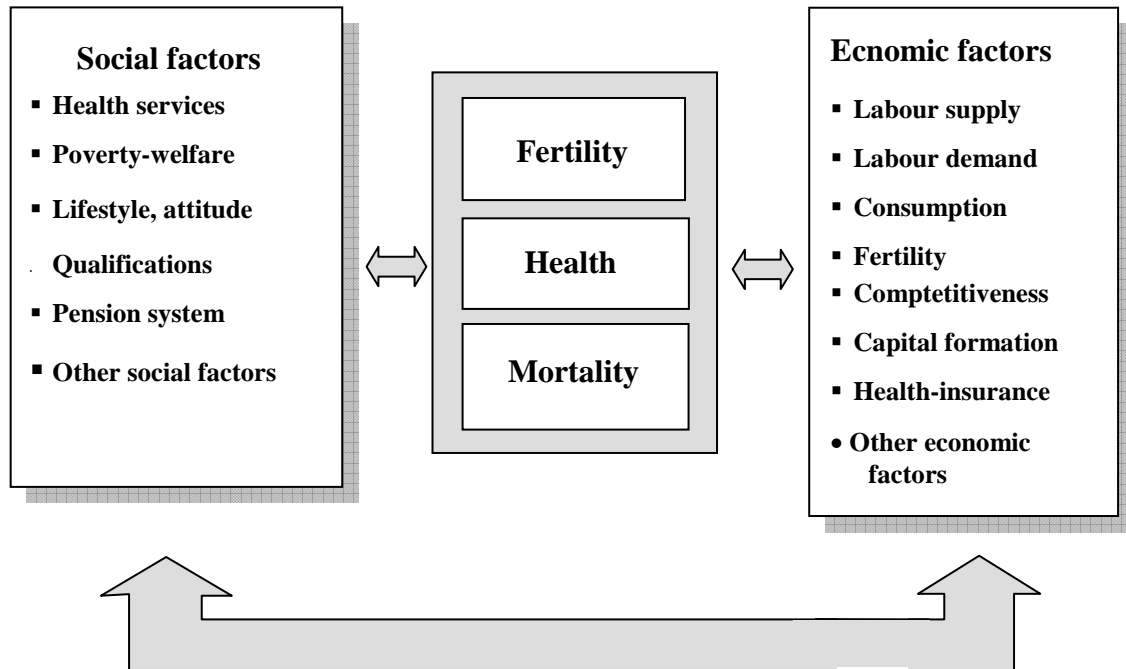 Social factors
▪ Health services
▪ Poverty-welfare
▪ Lifestyle, attitude
. Qualifications
▪ Pension system
▪ Other social factors
Fertility
Health
Mortality
Ecnomic factors
▪ Labour supply
▪ Labour demand
▪ Consumption
▪ Fertility
▪ Comptetitiveness
▪ Capital formation
▪ Health-insurance
• Other economic
factors